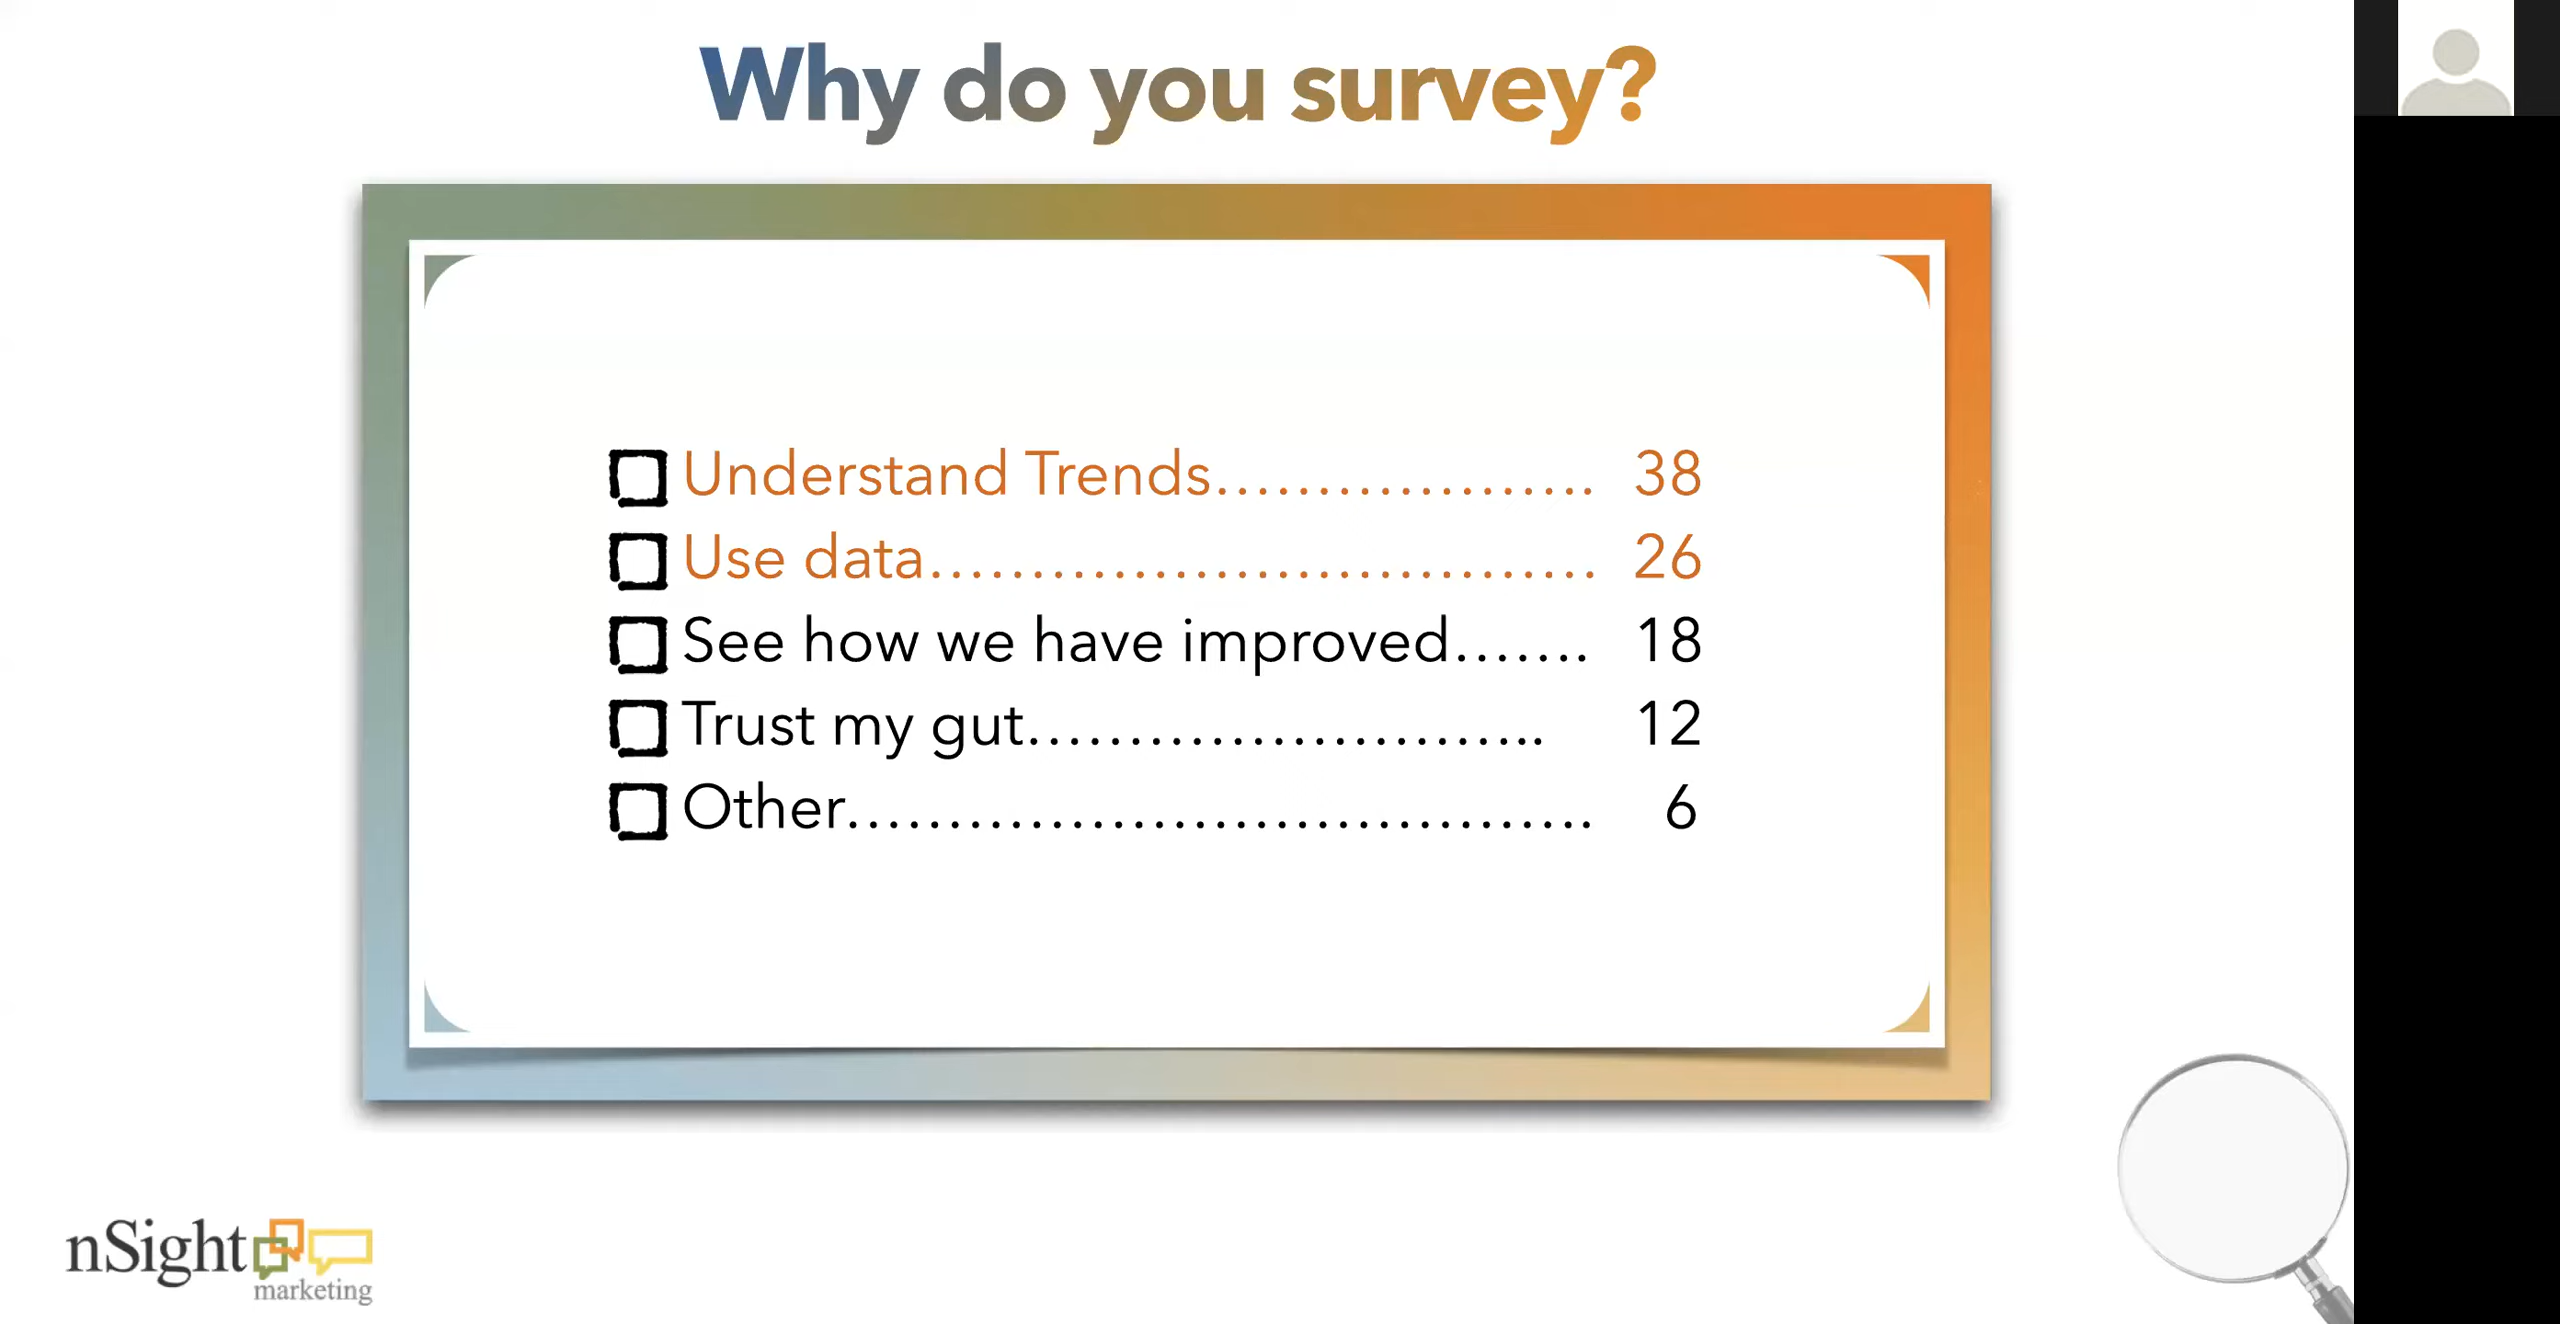 Why do you survey?
Understand Trends................... 38
Use data................................. 26
See how we have improved....... 18
Trust my gut.......................... 12
Other..................................... 6
nSight
marketing